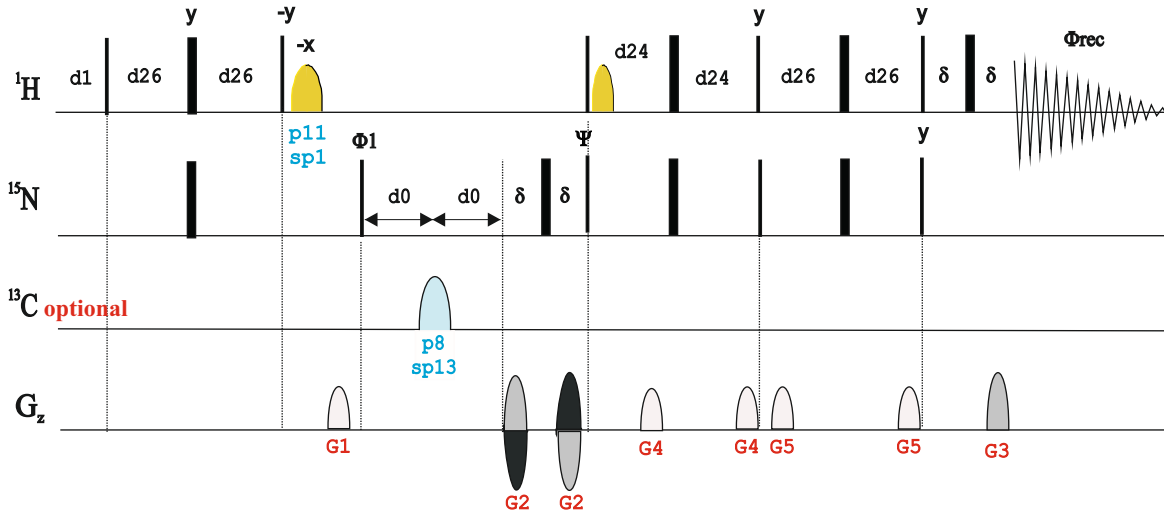 y -y y y
-x d24 Φrec
¹H d1 d26 d26 d24 d26 d26 δ δ
p11
sp1
Φ1 Ψ y
¹⁵N d0 d0 δ δ
¹³C optional
p8
sp13
G_z
G1 G4 G4 G5 G5 G3
G2 G2